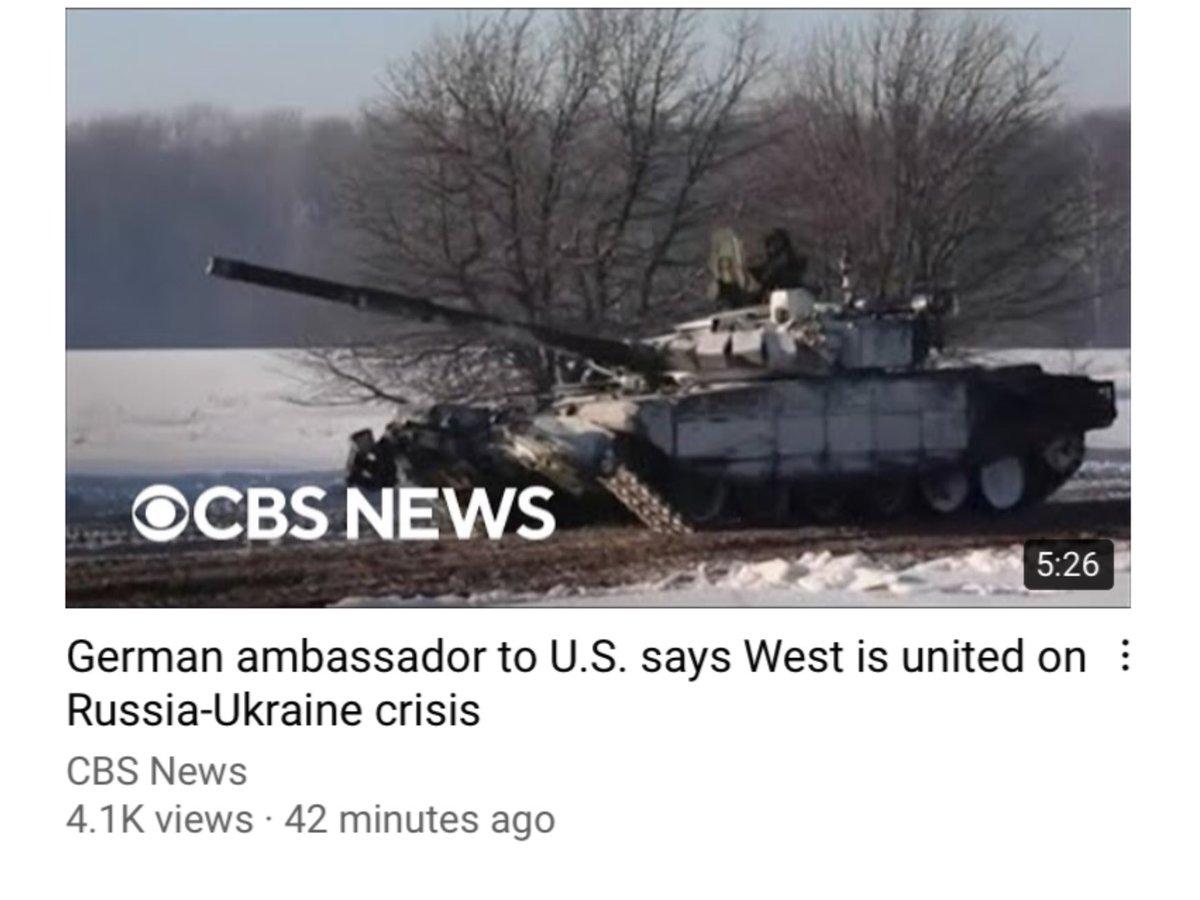 CBS NEWS
5:26
German ambassador to U.S. says West is united on
Russia-Ukraine crisis
CBS News
4.1K views · 42 minutes ago